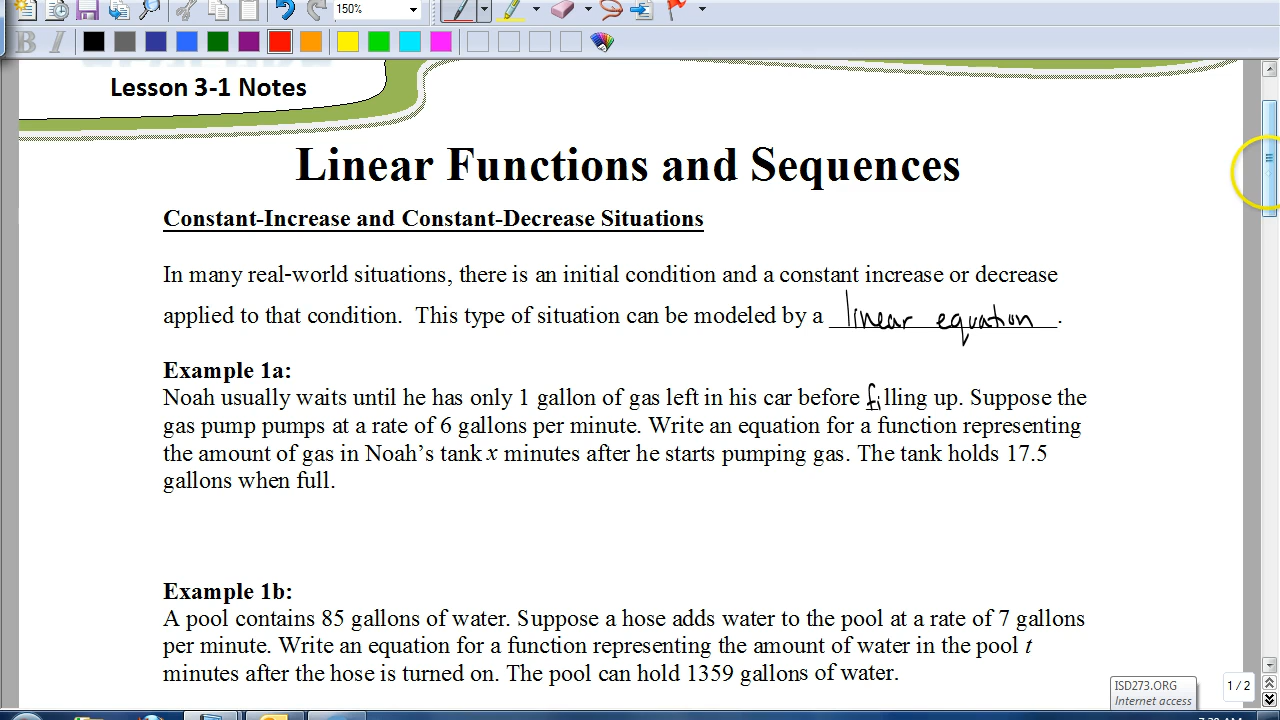 150%
B I
Lesson 3-1 Notes
Linear Functions and Sequences
Constant-Increase and Constant-Decrease Situations
In many real-world situations, there is an initial condition and a constant increase or decrease
applied to that condition. This type of situation can be modeled by a linear equation.
Example 1a:
Noah usually waits until he has only 1 gallon of gas left in his car before filling up. Suppose the
gas pump pumps at a rate of 6 gallons per minute. Write an equation for a function representing
the amount of gas in Noah's tank x minutes after he starts pumping gas. The tank holds 17.5
gallons when full.
Example 1b:
A pool contains 85 gallons of water. Suppose a hose adds water to the pool at a rate of 7 gallons
per minute. Write an equation for a function representing the amount of water in the pool t
minutes after the hose is turned on. The pool can hold 1359 gallons of water.
ISD273.ORG
Internet access
1 / 2